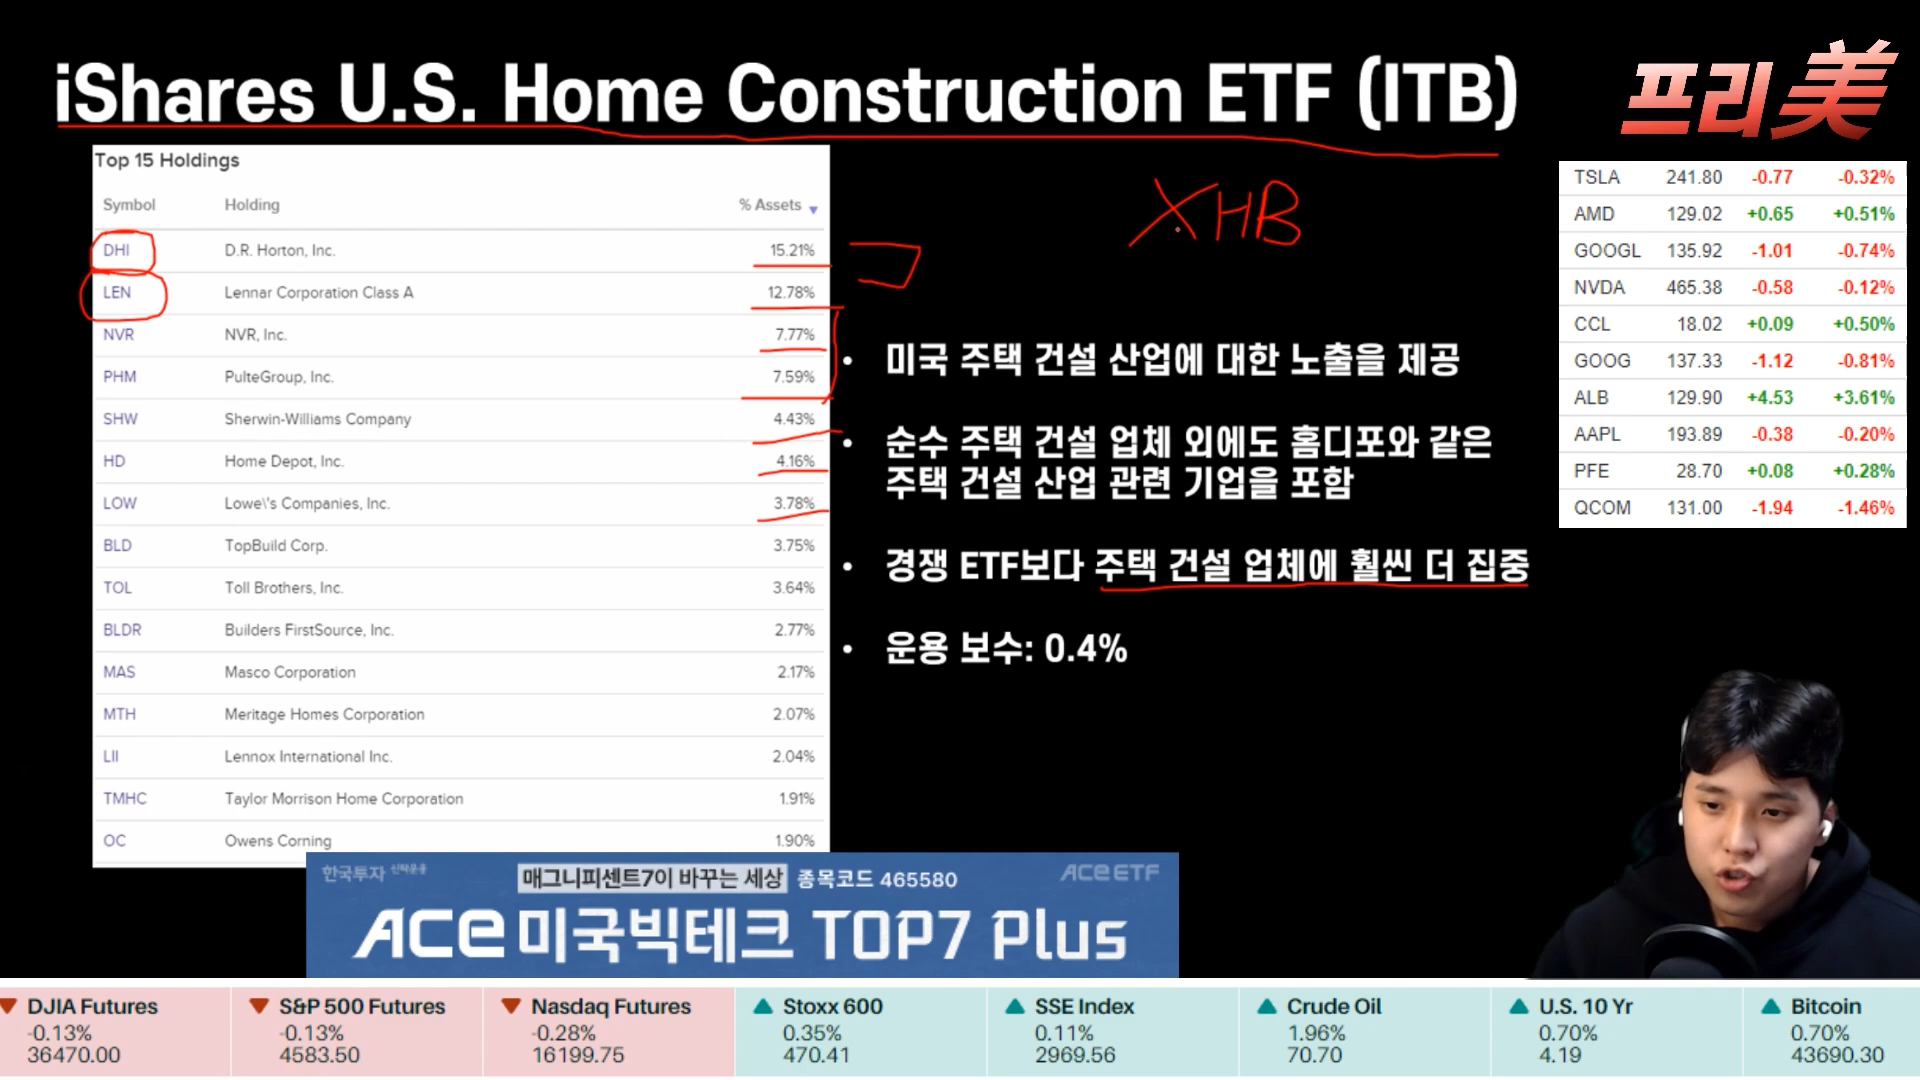 iShares U.S. Home Construction ETF (ITB)
프리美
Top 15 Holdings
Symbol Holding % Assets
DHI D.R. Horton, Inc. 15.21%
LEN Lennar Corporation Class A 12.78%
NVR NVR, Inc. 7.77%
PHM PulteGroup, Inc. 7.59%
SHW Sherwin-Williams Company 4.43%
HD Home Depot, Inc. 4.16%
LOW Lowe\'s Companies, Inc. 3.78%
BLD TopBuild Corp. 3.75%
TOL Toll Brothers, Inc. 3.64%
BLDR Builders FirstSource, Inc. 2.77%
MAS Masco Corporation 2.17%
MTH Meritage Homes Corporation 2.07%
LII Lennox International Inc. 2.04%
TMHC Taylor Morrison Home Corporation 1.91%
OC Owens Corning 1.90%
XHB
• 미국 주택 건설 산업에 대한 노출을 제공
• 순수 주택 건설 업체 외에도 홈디포와 같은
주택 건설 산업 관련 기업을 포함
• 경쟁 ETF보다 주택 건설 업체에 훨씬 더 집중
• 운용 보수: 0.4%
TSLA 241.80 -0.77 -0.32%
AMD 129.02 +0.65 +0.51%
GOOGL 135.92 -1.01 -0.74%
NVDA 465.38 -0.58 -0.12%
CCL 18.02 +0.09 +0.50%
GOOG 137.33 -1.12 -0.81%
ALB 129.90 +4.53 +3.61%
AAPL 193.89 -0.38 -0.20%
PFE 28.70 +0.08 +0.28%
QCOM 131.00 -1.94 -1.46%
한국투자 신탁운용 매그니피센트7이 바꾸는 세상 종목코드 465580 ACE ETF
ACE 미국빅테크 TOP7 Plus
DJIA Futures S&P 500 Futures Nasdaq Futures Stoxx 600 SSE Index Crude Oil U.S. 10 Yr Bitcoin
-0.13% -0.13% -0.28% 0.35% 0.11% 1.96% 0.70% 0.70%
36470.00 4583.50 16199.75 470.41 2969.56 70.70 4.19 43690.30